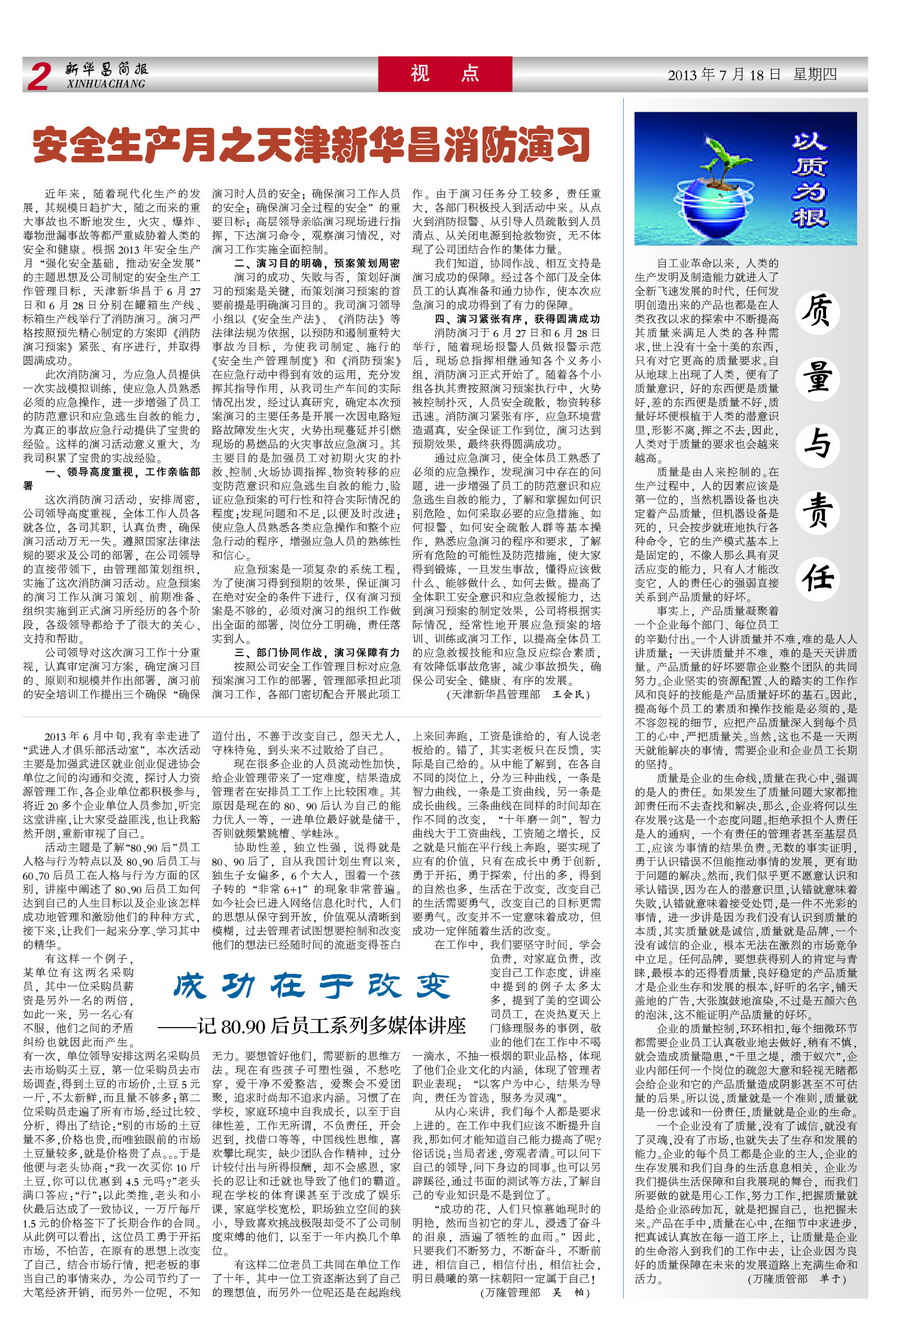 2
新华昌简报
XINHUACHANG
视 点
2013 年 7 月 18 日 星期四
安全生产月之天津新华昌消防演习
近年来，随着现代化生产的发
展，其规模日趋扩大，随之而来的重
大事故也不断地发生，火灾、爆炸、
毒物泄漏事故等都严重威胁着人类的
安全和健康。根据 2013 年安全生产
月 “强化安全基础，推动安全发展”
的主题思想及公司制定的安全生产工
作管理目标，天津新华昌于 6 月 27
日和 6 月 28 日分别在罐箱生产线、
标箱生产线举行了消防演习。演习严
格按照预先精心制定的方案即《消防
演习预案》紧张、有序进行，并取得
圆满成功。
此次消防演习，为应急人员提供
一次实战模拟训练，使应急人员熟悉
必须的应急操作，进一步增强了员工
的防范意识和应急逃生自救的能力，
为真正的事故应急行动提供了宝贵的
经验。这样的演习活动意义重大，为
我司积累了宝贵的实战经验。
一、领导高度重视，工作亲临部
署
这次消防演习活动，安排周密，
公司领导高度重视，全体工作人员各
就各位，各司其职、认真负责，确保
演习活动万无一失。遵照国家法律法
规的要求及公司的部署，在公司领导
的直接带领下，由管理部策划组织，
实施了这次消防演习活动。应急预案
的演习工作从演习策划、前期准备、
组织实施到正式演习所经历的各个阶
段，各级领导都给予了很大的关心、
支持和帮助。
公司领导对这次演习工作十分重
视，认真审定演习方案，确定演习目
的、原则和规模并作出部署，演习前
的安全培训工作提出三个确保 “确保
演习时人员的安全；确保演习工作人员
的安全；确保演习全过程的安全” 的重
要目标；高层领导亲临演习现场进行指
挥，下达演习命令，观察演习情况，对
演习工作实施全面控制。
二、演习目的明确，预案策划周密
演习的成功、失败与否，策划好演
习的预案是关键，而策划演习预案的首
要前提是明确演习目的。我司演习领导
小组以《安全生产法》、《消防法》等
法律法规为依据，以预防和遏制重特大
事故为目标，为使我司制定、施行的
《安全生产管理制度》和《消防预案》
在应急行动中得到有效的运用，充分发
挥其指导作用，从我司生产车间的实际
情况出发，经过认真研究，确定本次预
案演习的主要任务是开展一次因电路短
路故障发生火灾，火势出现蔓延并引燃
现场的易燃品的火灾事故应急演习。其
主要目的是加强员工对初期火灾的扑
救、控制、火场协调指挥、物资转移的应
变防范意识和应急逃生自救的能力，验
证应急预案的可行性和符合实际情况的
程度；发现问题和不足，以便及时改进；
使应急人员熟悉各类应急操作和整个应
急行动的程序，增强应急人员的熟练性
和信心。
应急预案是一项复杂的系统工程，
为了使演习得到预期的效果，保证演习
在绝对安全的条件下进行，仅有演习预
案是不够的，必须对演习的组织工作做
出全面的部署，岗位分工明确，责任落
实到人。
三、部门协同作战，演习保障有力
按照公司安全工作管理目标对应急
预案演习工作的部署，管理部承担此项
演习工作，各部门密切配合开展此项工
作。由于演习任务分工较多，责任重
大，各部门积极投入到活动中来。从点
火到消防报警、从引导人员疏散到人员
清点、从关闭电源到抢救物资，无不体
现了公司团结合作的集体力量。
我们知道，协同作战、相互支持是
演习成功的保障。经过各个部门及全体
员工的认真准备和通力协作，使本次应
急演习的成功得到了有力的保障。
四、演习紧张有序，获得圆满成功
消防演习于 6 月 27 日和 6 月 28 日
举行，随着现场报警人员做报警示范
后，现场总指挥相继通知各个义务小
组，消防演习正式开始了。随着各个小
组各执其责按照演习预案执行中，火势
被控制扑灭，人员安全疏散，物资转移
迅速。消防演习紧张有序，应急环境营
造逼真，安全保证工作到位，演习达到
预期效果，最终获得圆满成功。
通过应急演习，使全体员工熟悉了
必须的应急操作，发现演习中存在的问
题，进一步增强了员工的防范意识和应
急逃生自救的能力，了解和掌握如何识
别危险、如何采取必要的应急措施、如
何报警、如何安全疏散人群等基本操
作，熟悉应急演习的程序和要求，了解
所有危险的可能性及防范措施，使大家
得到锻炼，一旦发生事故，懂得应该做
什么、能够做什么、如何去做。提高了
全体职工安全意识和应急救援能力，达
到演习预案的制定效果，公司将根据实
际情况，经常性地开展应急预案的培
训、训练或演习工作，以提高全体员工
的应急救援技能和应急反应综合素质，
有效降低事故危害，减少事故损失，确
保公司安全、健康、有序的发展。
（天津新华昌管理部 王会民）
2013 年 6 月中旬，我有幸走进了
“武进人才俱乐部活动室”，本次活动
主要是加强武进区就业创业促进协会
单位之间的沟通和交流，探讨人力资
源管理工作，各企业单位都积极参与，
将近 20 多个企业单位人员参加，听完
这堂讲座，让大家受益匪浅，也让我豁
然开朗，重新审视了自己。
活动主题是了解“80、90 后”员工
人格与行为特点以及 80、90 后员工与
60、70 后员工在人格与行为方面的区
别，讲座中阐述了 80、90 后员工如何
达到自己的人生目标以及企业该怎样
成功地管理和激励他们的种种方式，
接下来，让我们一起来分享、学习其中
的精华。
有这样一个例子，
某单位有这两名采购
员，其中一位采购员薪
资是另外一名的两倍，
如此一来，另一名心有
不服，他们之间的矛盾
纠纷也就因此而产生。
有一次，单位领导安排这两名采购员
去市场购买土豆，第一位采购员去市
场调查，得到土豆的市场价，土豆 5 元
一斤，不太新鲜，而且量不够多；第二
位采购员走遍了所有市场，经过比较、
分析，得出了结论：“别的市场的土豆
量不多，价格也贵，而唯独眼前的市场
土豆量较多，就是价格贵了点。。。于是
他便与老头协商：“我一次买你 10 斤
土豆，你可以优惠到 4.5 元吗？”老头
满口答应：“行”；以此类推，老头和小
伙最后达成了一致协议，一万斤每斤
1.5 元的价格签下了长期合作的合同。
从此例可以看出，这位员工勇于开拓
市场，不怕苦，在原有的思想上改变
了自己，结合市场行情，把老板的事
当自己的事情来办，为公司节约了一
大笔经济开销，而另外一位呢，不知
道付出，不善于改变自己，怨天尤人，
守株待兔，到头来不过败给了自己。
现在很多企业的人员流动性加快，
给企业管理带来了一定难度，结果造成
管理者在安排员工工作上比较困难。其
原因是现在的 80、90 后认为自己的能
力优人一等，一进单位最好就是储干，
否则就频繁跳槽、学蛙泳。
协助性差，独立性强，说得就是
80、90 后了，自从我国计划生育以来，
独生子女偏多，6 个大人，围着一个孩
子转的 “非常 6+1” 的现象非常普遍。
如今社会已进入网络信息化时代，人们
的思想从保守到开放，价值观从清晰到
模糊，过去管理者试图想要控制和改变
他们的想法已经随时间的流逝变得苍白
成功在于改变
——记 80.90 后员工系列多媒体讲座
无力。要想管好他们，需要新的思维方
法。现在有些孩子可塑性强，不愁吃
穿，爱干净不爱整洁，爱聚会不爱团
聚，追求时尚却不追求内涵。习惯了在
学校，家庭环境中自我成长，以至于自
律性差，工作无所谓，不负责任，开会
迟到，找借口等等，中国线性思维，喜
欢攀比现实，缺少团队合作精神，过分
计较付出与所得报酬，却不会感恩，家
长的忍让和迁就也导致了他们的霸道。
现在学校的体育课甚至于改成了娱乐
课，家庭学校宽松，职场独立空间的狭
小，导致喜欢挑战极限却受不了公司制
度束缚的他们，以至于一年内换几个单
位。
有这样二位老员工共同在单位工作
了十年，其中一位工资逐渐达到了自己
的理想值，而另外一位呢还是在起跑线
上来回奔跑，工资是谁给的，有人说老
板给的。错了，其实老板只在反馈，实
际是自己给的。从中能了解到，在各自
不同的岗位上，分为三种曲线，一条是
智力曲线，一条是工资曲线，另一条是
成长曲线。三条曲线在同样的时间却在
作不同的改变，“十年磨一剑”，智力
曲线大于工资曲线，工资随之增长，反
之就是只能在平行线上奔跑，要实现了
应有的价值，只有在成长中勇于创新，
勇于开拓，勇于探索，付出的多，得到
的自然也多，生活在于改变，改变自己
的生活需要勇气，改变自己的目标更需
要勇气。改变并不一定意味着成功，但
成功一定伴随着生活的改变。
在工作中，我们要坚守时间，学会
负责，对家庭负责，改
变自己工作态度，讲座
中提到的例子太多太
多，提到了美的空调公
司员工，在炎热夏天上
门修理服务的事例，敬
业的他们在工作中不喝
一滴水，不抽一根烟的职业品格，体现
了他们企业文化的内涵，体现了管理者
职业表现：“以客户为中心，结果为导
向，责任为首选，服务为灵魂”。
从内心来讲，我们每个人都是要求
上进的。在工作中我们应该不断提升自
我，那如何才能知道自己能力提高了呢？
俗话说：当局者迷，旁观者清。可以问下
自己的领导，问下身边的同事。也可以另
辟蹊径，通过书面的测试等方法，了解自
己的专业知识是不是到位了。
“成功的花，人们只惊慕她现时的
明艳，然而当初它的芽儿，浸透了奋斗
的泪泉，洒遍了牺牲的血雨。” 因此，
只要我们不断努力，不断奋斗，不断前
进，相信自己，相信付出，相信社会，
明日晨曦的第一抹朝阳一定属于自己！
（万隆管理部 吴 帕）
以质为根
质量与责任
自工业革命以来，人类的
生产发明及制造能力就进入了
全新飞速发展的时代，任何发
明创造出来的产品也都是在人
类孜孜以求的探索中不断提高
其质量来满足人类的各种需
求，世上没有十全十美的东西，
只有对它更高的质量要求。自
从地球上出现了人类，便有了
质量意识，好的东西便是质量
好，差的东西便是质量不好，质
量好坏便根植于人类的潜意识
里，形影不离，挥之不去，因此，
人类对于质量的要求也会越来
越高。
质量是由人来控制的。在
生产过程中，人的因素应该是
第一位的，当然机器设备也决
定着产品质量，但机器设备是
死的，只会按步就班地执行各
种命令，它的生产模式基本上
是固定的，不像人那么具有灵
活应变的能力，只有人才能改
变它，人的责任心的强弱直接
关系到产品质量的好坏。
事实上，产品质量凝聚着
一个企业每个部门、每位员工
的辛勤付出。一个人讲质量并不难，难的是人人
讲质量；一天讲质量并不难，难的是天天讲质
量。产品质量的好坏要靠企业整个团队的共同
努力。企业坚实的资源配置、人的踏实的工作作
风和良好的技能是产品质量好坏的基石。因此，
提高每个员工的素质和操作技能是必须的，是
不容忽视的细节，应把产品质量深入到每个员
工的心中，严把质量关。当然，这也不是一天两
天就能解决的事情，需要企业和企业员工长期
的坚持。
质量是企业的生命线，质量在我心中，强调
的是人的责任。如果发生了质量问题大家都推
卸责任而不去查找和解决，那么，企业将何以生
存发展？这是一个态度问题。拒绝承担个人责任
是人的通病，一个有责任的管理者甚至基层员
工，应该为事情的结果负责。无数的事实证明，
勇于认识错误不但能推动事情的发展，更有助
于问题的解决。然而，我们似乎更不愿意认识和
承认错误，因为在人的潜意识里，认错就意味着
失败，认错就意味着接受处罚，是一件不光彩的
事情，进一步讲是因为我们没有认识到质量的
本质，其实质量就是诚信，质量就是品牌，一个
没有诚信的企业，根本无法在激烈的市场竞争
中立足。任何品牌，要想获得别人的肯定与青
睐，最根本的还得看质量，良好稳定的产品质量
才是企业生存和发展的根本，好听的名字，铺天
盖地的广告，大张旗鼓地渲染，不过是五颜六色
的泡沫，这不能证明产品质量的好坏。
企业的质量控制，环环相扣，每个细微环节
都需要企业员工认真敬业地去做好，稍有不慎，
就会造成质量隐患，“千里之堤，溃于蚁穴”，企
业内部任何一个岗位的疏忽大意和轻视无睹都
会给企业和它的产品质量造成阴影甚至不可估
量的后果。所以说，质量就是一个准则，质量就
是一份忠诚和一份责任，质量就是企业的生命。
一个企业没有了质量，没有了诚信，就没有
了灵魂，没有了市场，也就失去了生存和发展的
能力。企业的每个员工都是企业的主人，企业的
生存发展和我们自身的生活息息相关，企业为
我们提供生活保障和自我展现的舞台，而我们
所要做的就是用心工作，努力工作，把握质量就
是给企业添砖加瓦，就是把握自己，也把握未
来。产品在手中，质量在心中，在细节中求进步，
把真诚认真放在每一道工序上，让质量是企业
的生命溶入到我们的工作中去，让企业因为良
好的质量保障在未来的发展道路上充满生命和
活力。 （万隆质管部 单于）